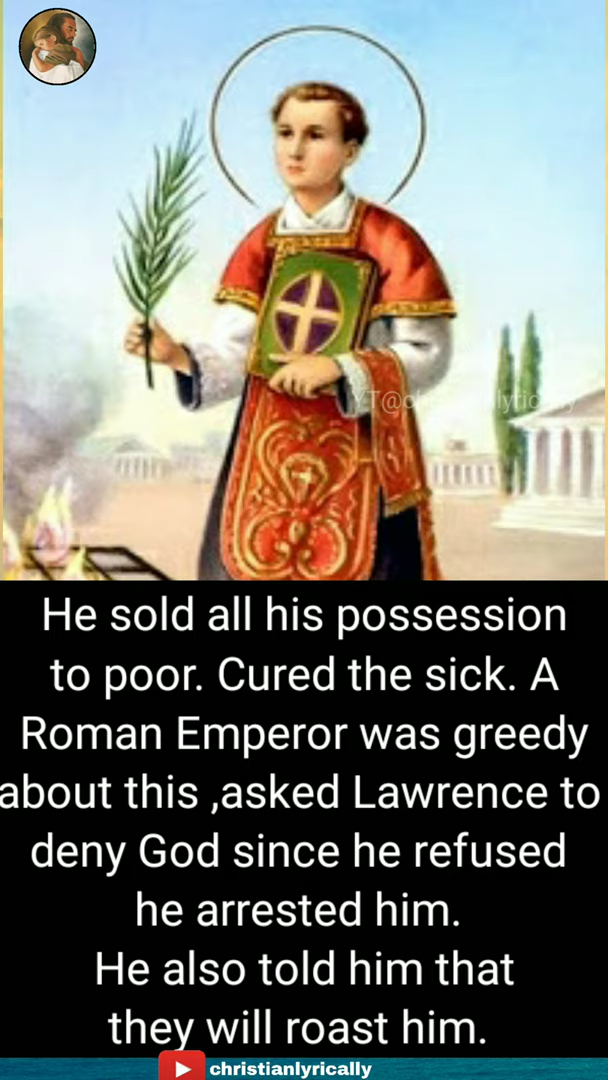 He sold all his possession
to poor. Cured the sick. A
Roman Emperor was greedy
about this ,asked Lawrence to
deny God since he refused
he arrested him.
He also told him that
they will roast him.
christianlyrically